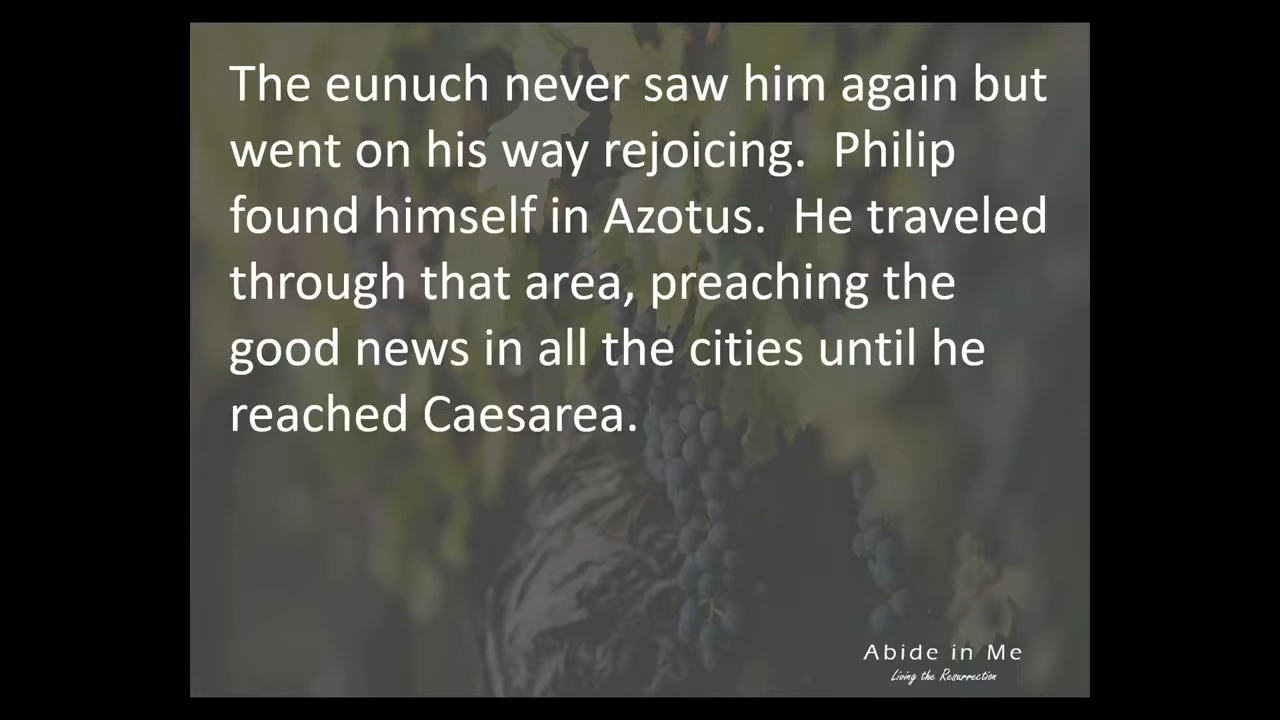 The eunuch never saw him again but
went on his way rejoicing.  Philip
found himself in Azotus.  He traveled
through that area, preaching the
good news in all the cities until he
reached Caesarea.
Abide in Me
Living the Resurrection